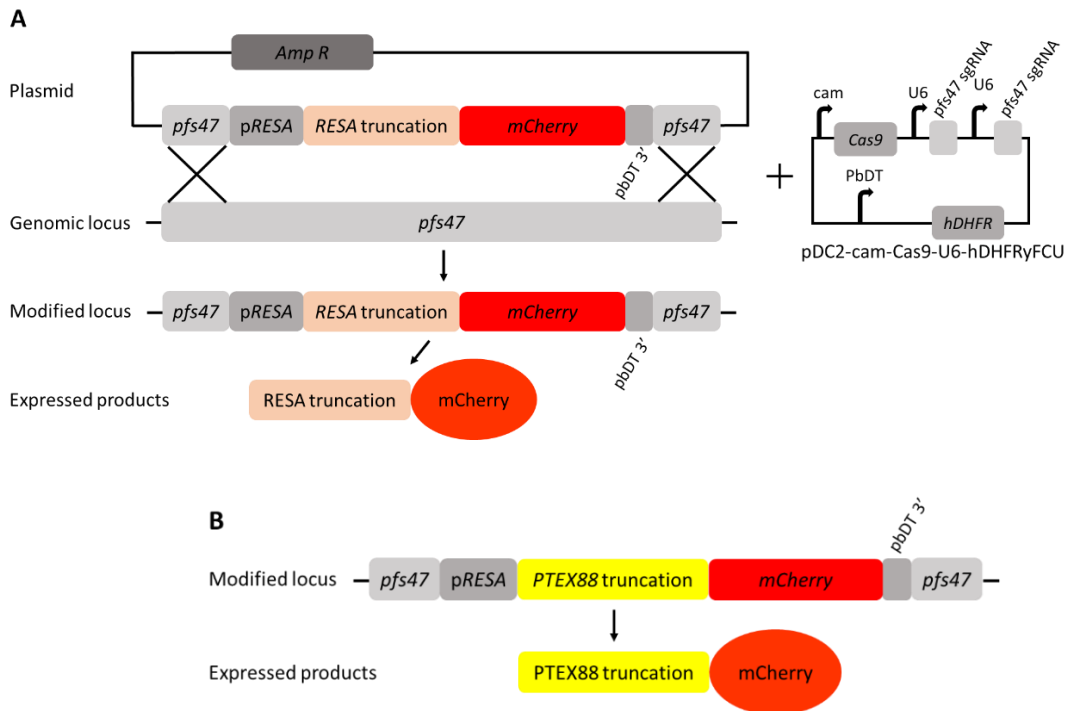 A
Amp R
Plasmid
pfs47 pRESA RESA truncation mCherry pbDT 3' pfs47
cam U6 pfs47 sgRNA U6 pfs47 sgRNA
Cas9
+
PbDT
hDHFR
pDC2-cam-Cas9-U6-hDHFRyFCU
Genomic locus pfs47
Modified locus pfs47 pRESA RESA truncation mCherry pbDT 3' pfs47
Expressed products RESA truncation mCherry
B
pbDT 3'
Modified locus pfs47 pRESA PTEX88 truncation mCherry pfs47
Expressed products PTEX88 truncation mCherry